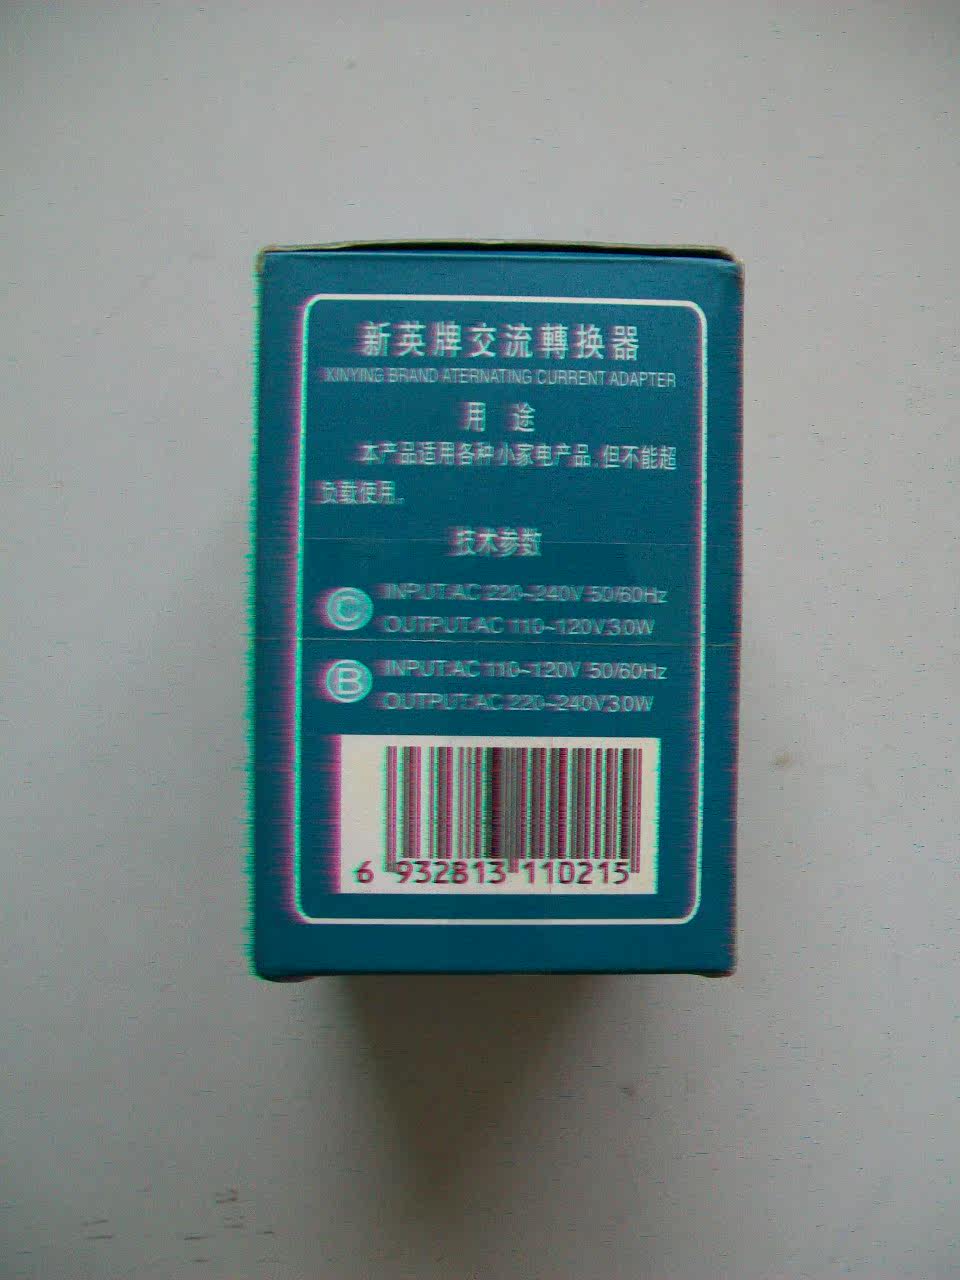 新英牌交流轉换器
XINYING BRAND ATERNATING CURRENT ADAPTER
用 途
本产品适用各种小家电产品,但不能超
负载使用。
技术参数
C INPUT:AC 220~240V 50/60Hz
OUTPUT:AC 110~120V.30W
B INPUT:AC 110~120V 50/60Hz
OUTPUT:AC 220~240V.30W
6 932813 110215